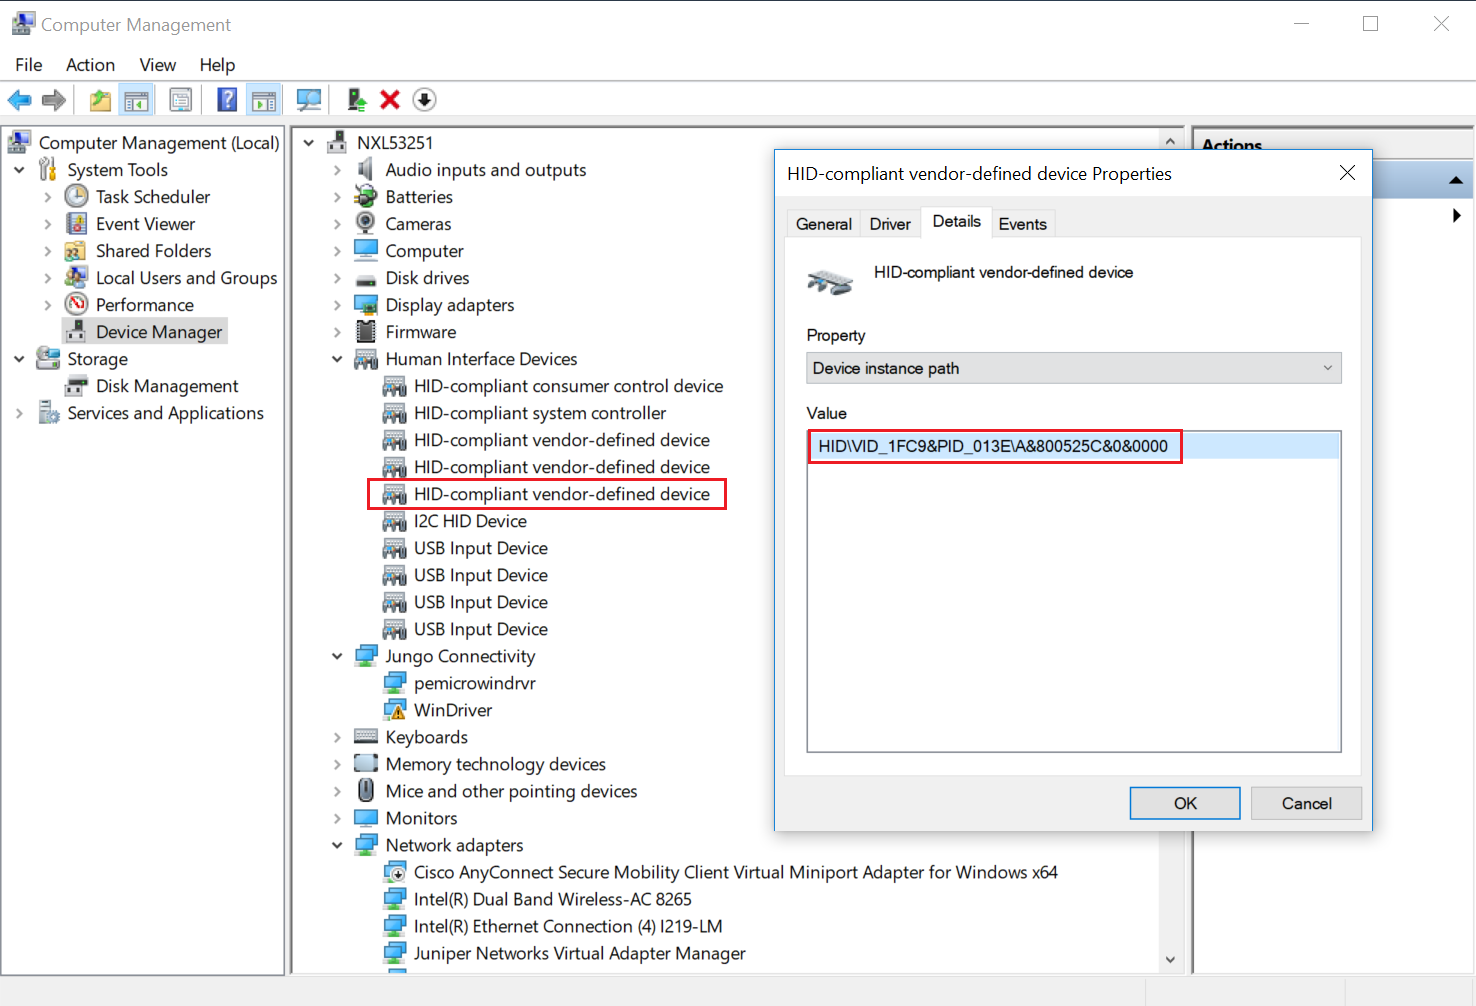 Computer Management
File Action View Help
Computer Management (Local)
System Tools
Task Scheduler
Event Viewer
Shared Folders
Local Users and Groups
Performance
Device Manager
Storage
Disk Management
Services and Applications
NXL53251
Audio inputs and outputs
Batteries
Cameras
Computer
Disk drives
Display adapters
Firmware
Human Interface Devices
HID-compliant consumer control device
HID-compliant system controller
HID-compliant vendor-defined device
HID-compliant vendor-defined device
HID-compliant vendor-defined device
I2C HID Device
USB Input Device
USB Input Device
USB Input Device
USB Input Device
Jungo Connectivity
pemicrowindrvr
WinDriver
Keyboards
Memory technology devices
Mice and other pointing devices
Monitors
Network adapters
Cisco AnyConnect Secure Mobility Client Virtual Miniport Adapter for Windows x64
Intel(R) Dual Band Wireless-AC 8265
Intel(R) Ethernet Connection (4) I219-LM
Juniper Networks Virtual Adapter Manager
Actions
HID-compliant vendor-defined device Properties
General Driver Details Events
HID-compliant vendor-defined device
Property
Device instance path
Value
HID\VID_1FC9&PID_013E\A&800525C&0&0000
OK Cancel